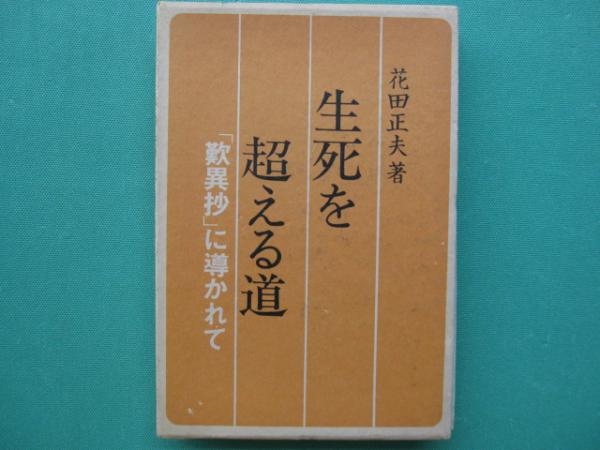 花田正夫著
生死を
超える道
「歎異抄」に導かれて